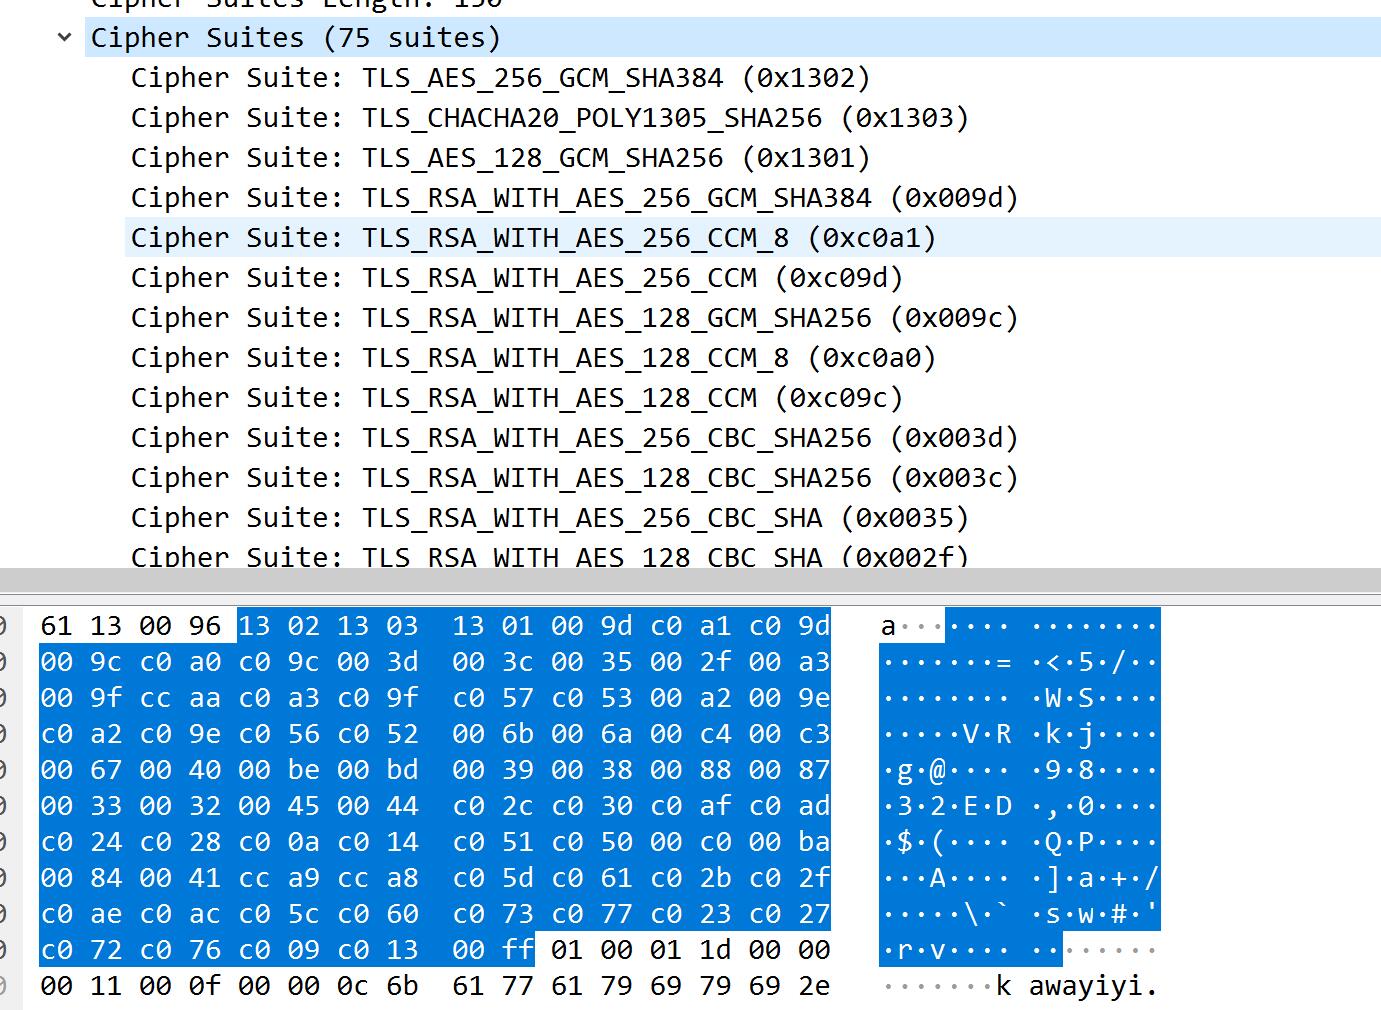 Cipher Suites Length: 150
Cipher Suites (75 suites)
Cipher Suite: TLS_AES_256_GCM_SHA384 (0x1302)
Cipher Suite: TLS_CHACHA20_POLY1305_SHA256 (0x1303)
Cipher Suite: TLS_AES_128_GCM_SHA256 (0x1301)
Cipher Suite: TLS_RSA_WITH_AES_256_GCM_SHA384 (0x009d)
Cipher Suite: TLS_RSA_WITH_AES_256_CCM_8 (0xc0a1)
Cipher Suite: TLS_RSA_WITH_AES_256_CCM (0xc09d)
Cipher Suite: TLS_RSA_WITH_AES_128_GCM_SHA256 (0x009c)
Cipher Suite: TLS_RSA_WITH_AES_128_CCM_8 (0xc0a0)
Cipher Suite: TLS_RSA_WITH_AES_128_CCM (0xc09c)
Cipher Suite: TLS_RSA_WITH_AES_256_CBC_SHA256 (0x003d)
Cipher Suite: TLS_RSA_WITH_AES_128_CBC_SHA256 (0x003c)
Cipher Suite: TLS_RSA_WITH_AES_256_CBC_SHA (0x0035)
Cipher Suite: TLS_RSA_WITH_AES_128_CBC_SHA (0x002f)
0 61 13 00 96 13 02 13 03 13 01 00 9d c0 a1 c0 9d a··· ···· ········
0 00 9c c0 a0 c0 9c 00 3d 00 3c 00 35 00 2f 00 a3 ·······= ·<·5·/··
0 00 9f cc aa c0 a3 c0 9f c0 57 c0 53 00 a2 00 9e ········ ·W·S····
0 c0 a2 c0 9e c0 56 c0 52 00 6b 00 6a 00 c4 00 c3 ·····V·R ·k·j····
0 00 67 00 40 00 be 00 bd 00 39 00 38 00 88 00 87 ·g·@···· ·9·8····
0 00 33 00 32 00 45 00 44 c0 2c c0 30 c0 af c0 ad ·3·2·E·D ·,·0····
0 c0 24 c0 28 c0 0a c0 14 c0 51 c0 50 00 c0 00 ba ·$·(···· ·Q·P····
0 00 84 00 41 cc a9 cc a8 c0 5d c0 61 c0 2b c0 2f ···A···· ·]·a·+·/
0 c0 ae c0 ac c0 5c c0 60 c0 73 c0 77 c0 23 c0 27 ·····\·` ·s·w·#·'
0 c0 72 c0 76 c0 09 c0 13 00 ff 01 00 01 1d 00 00 ·r·v···· ········
0 00 11 00 0f 00 00 0c 6b 61 77 61 79 69 79 69 2e ·······k awayiyi.